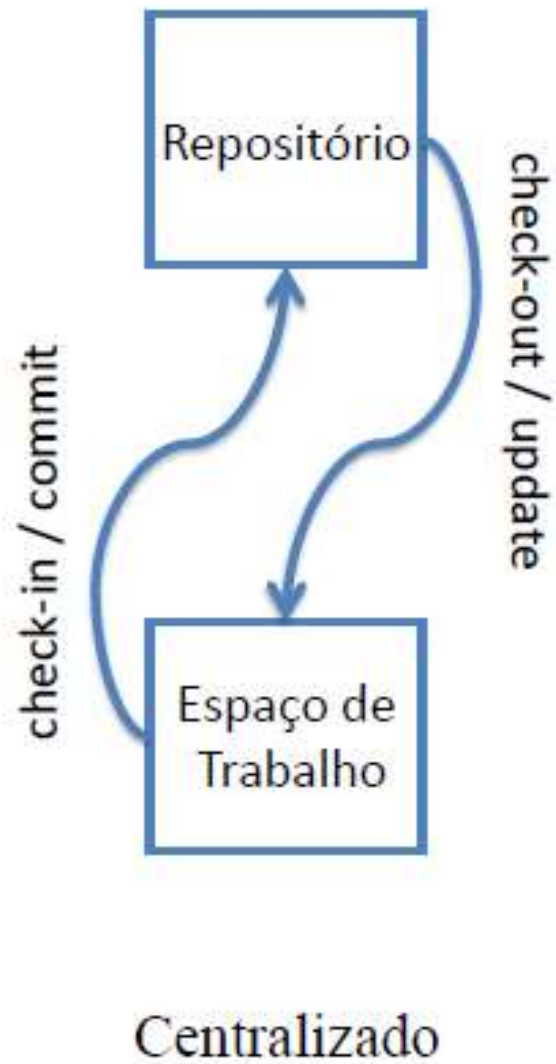 Repositório
check-out / update
check-in / commit
Espaço de
Trabalho
Centralizado